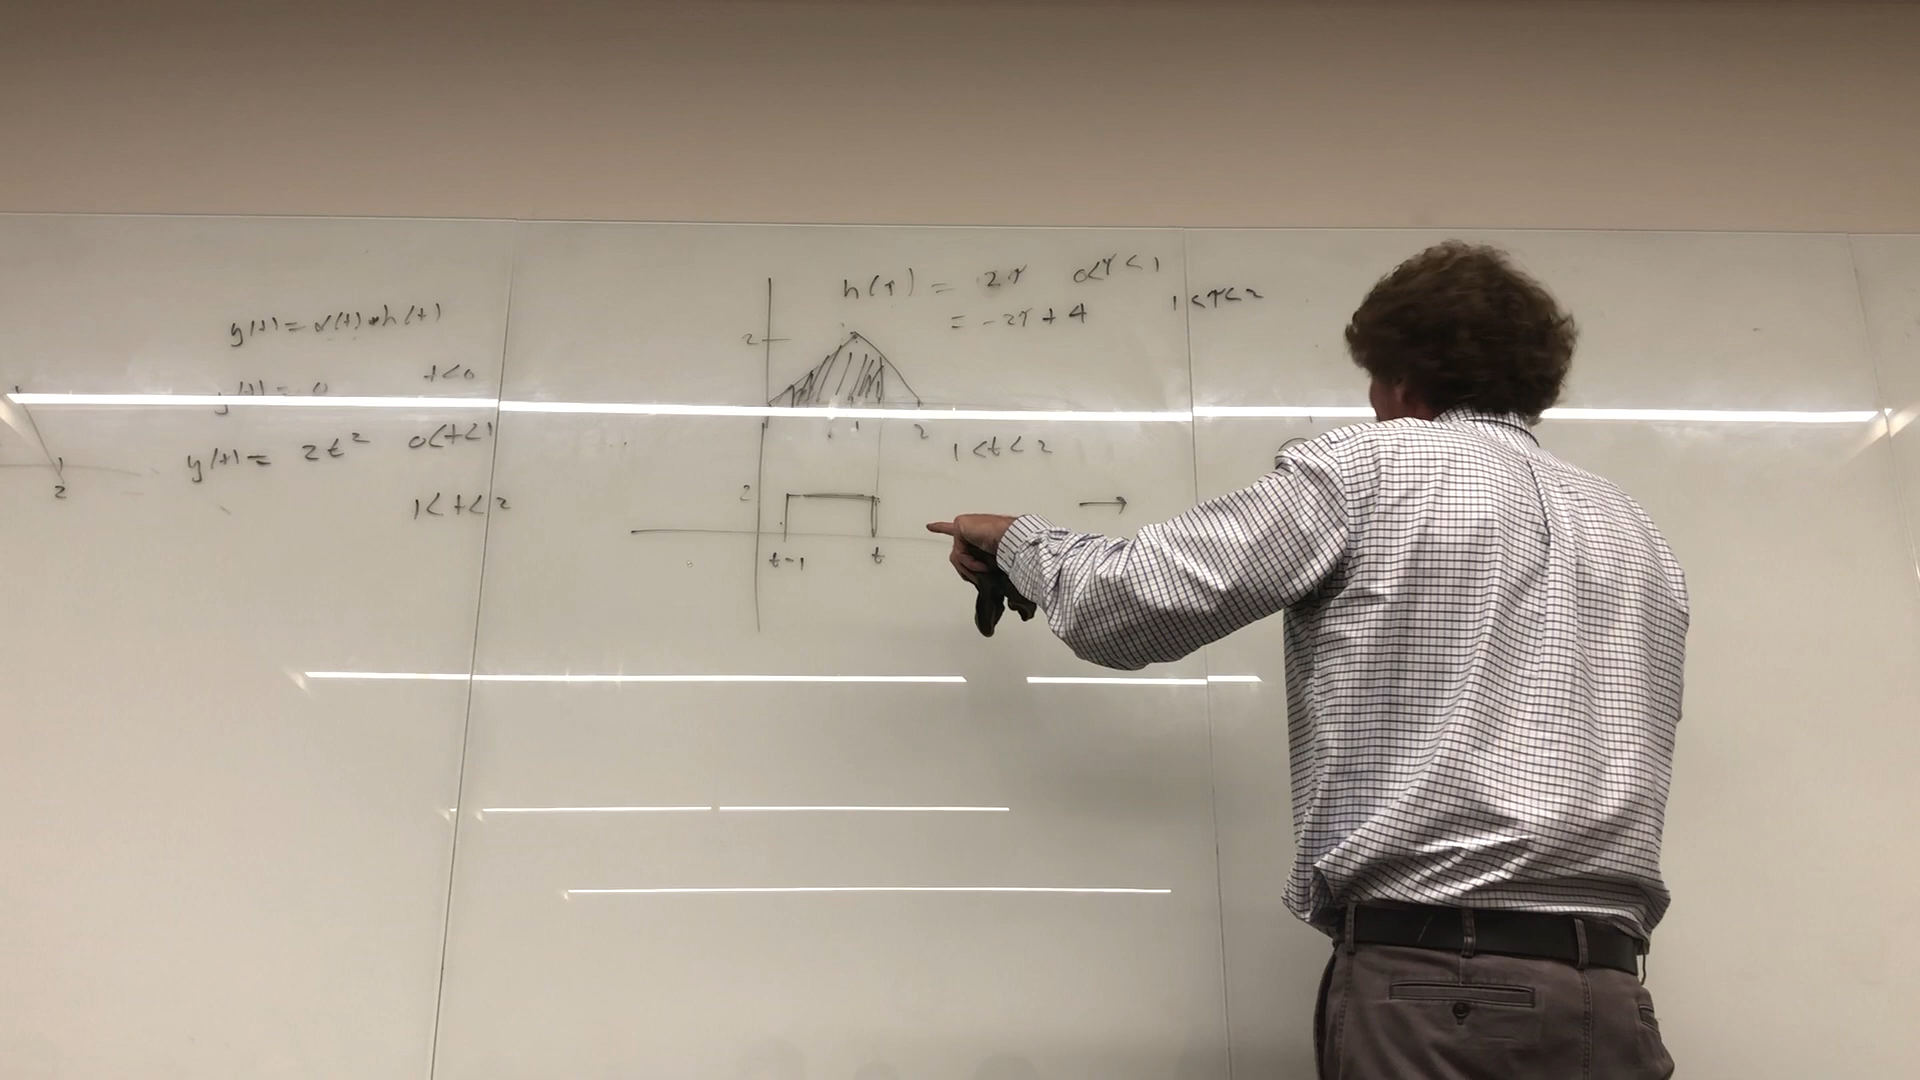 y(t) = x(t) * h(t)
y(t) = 0 t<0
y(t) = 2t² 0<t<1
1<t<2
2
h(τ) = 2τ 0<τ<1
= -2τ + 4 1<τ<2
2
1 2
1<t<2
2
t-1 t